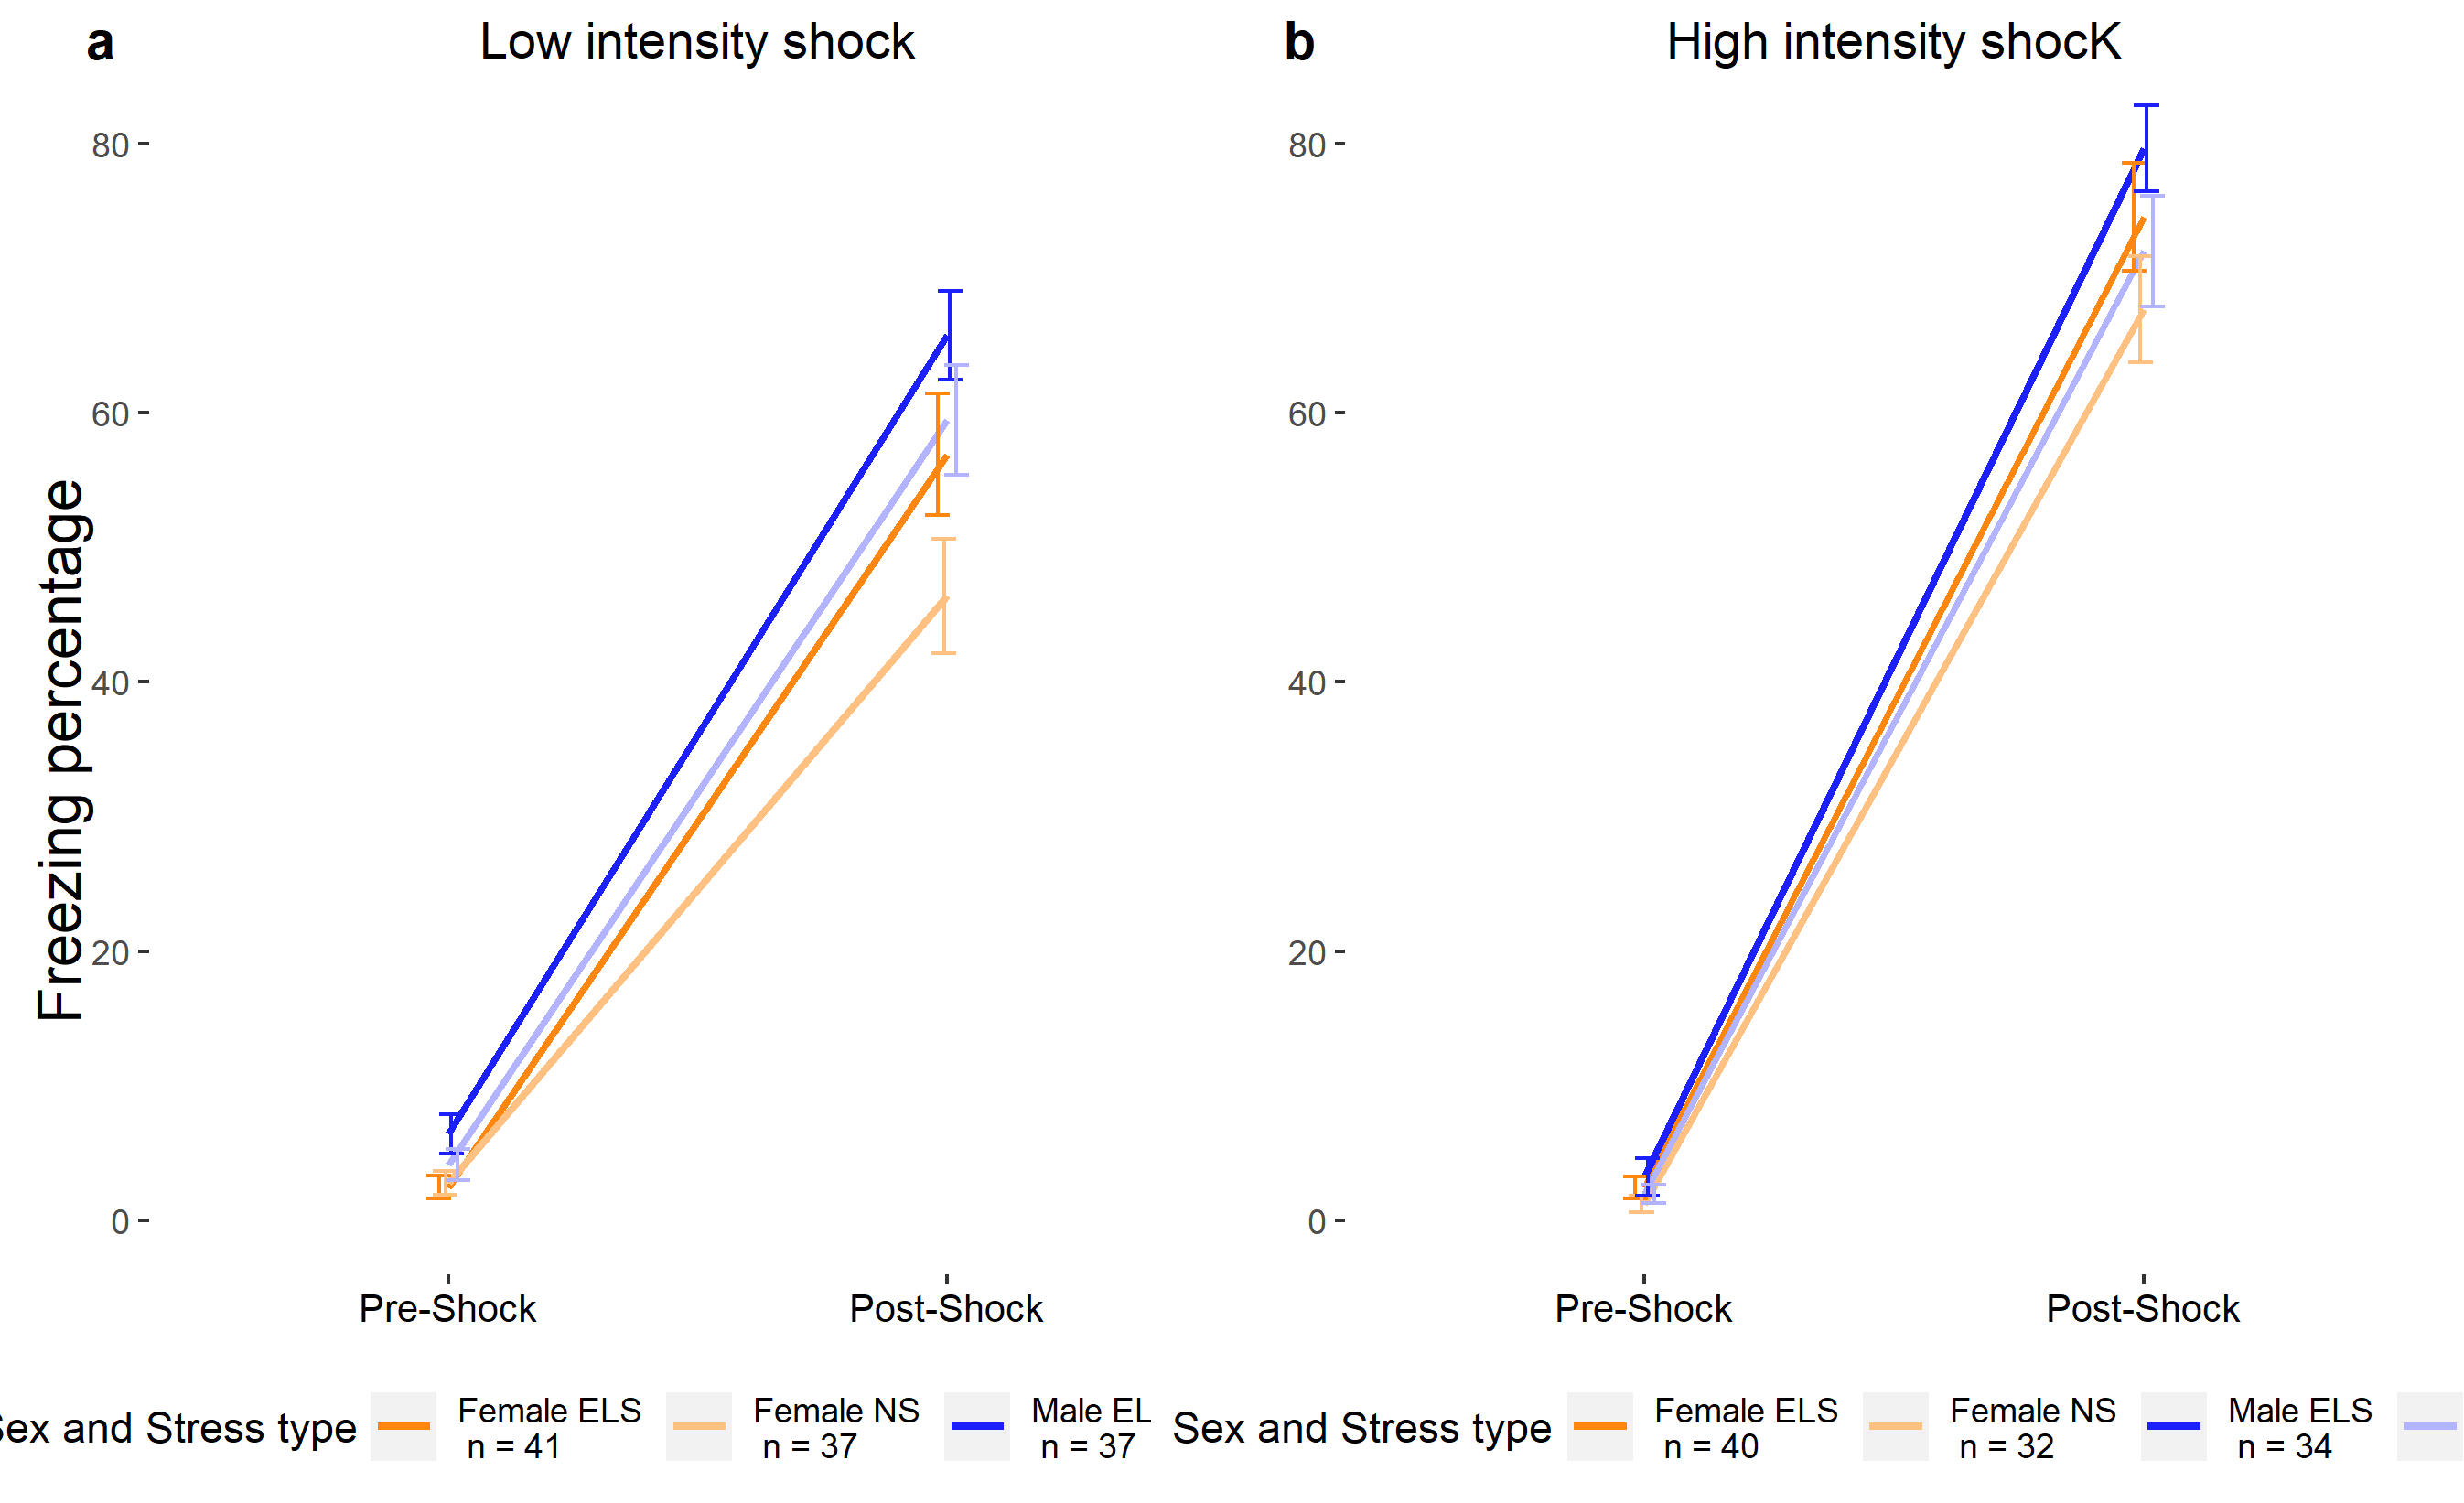 a
Low intensity shock
b
High intensity shocK
Freezing percentage
80
60
40
20
0
Pre-Shock
Post-Shock
80
60
40
20
0
Pre-Shock
Post-Shock
ex and Stress type
Female ELS
n = 41
Female NS
n = 37
Male EL
n = 37
Sex and Stress type
Female ELS
n = 40
Female NS
n = 32
Male ELS
n = 34